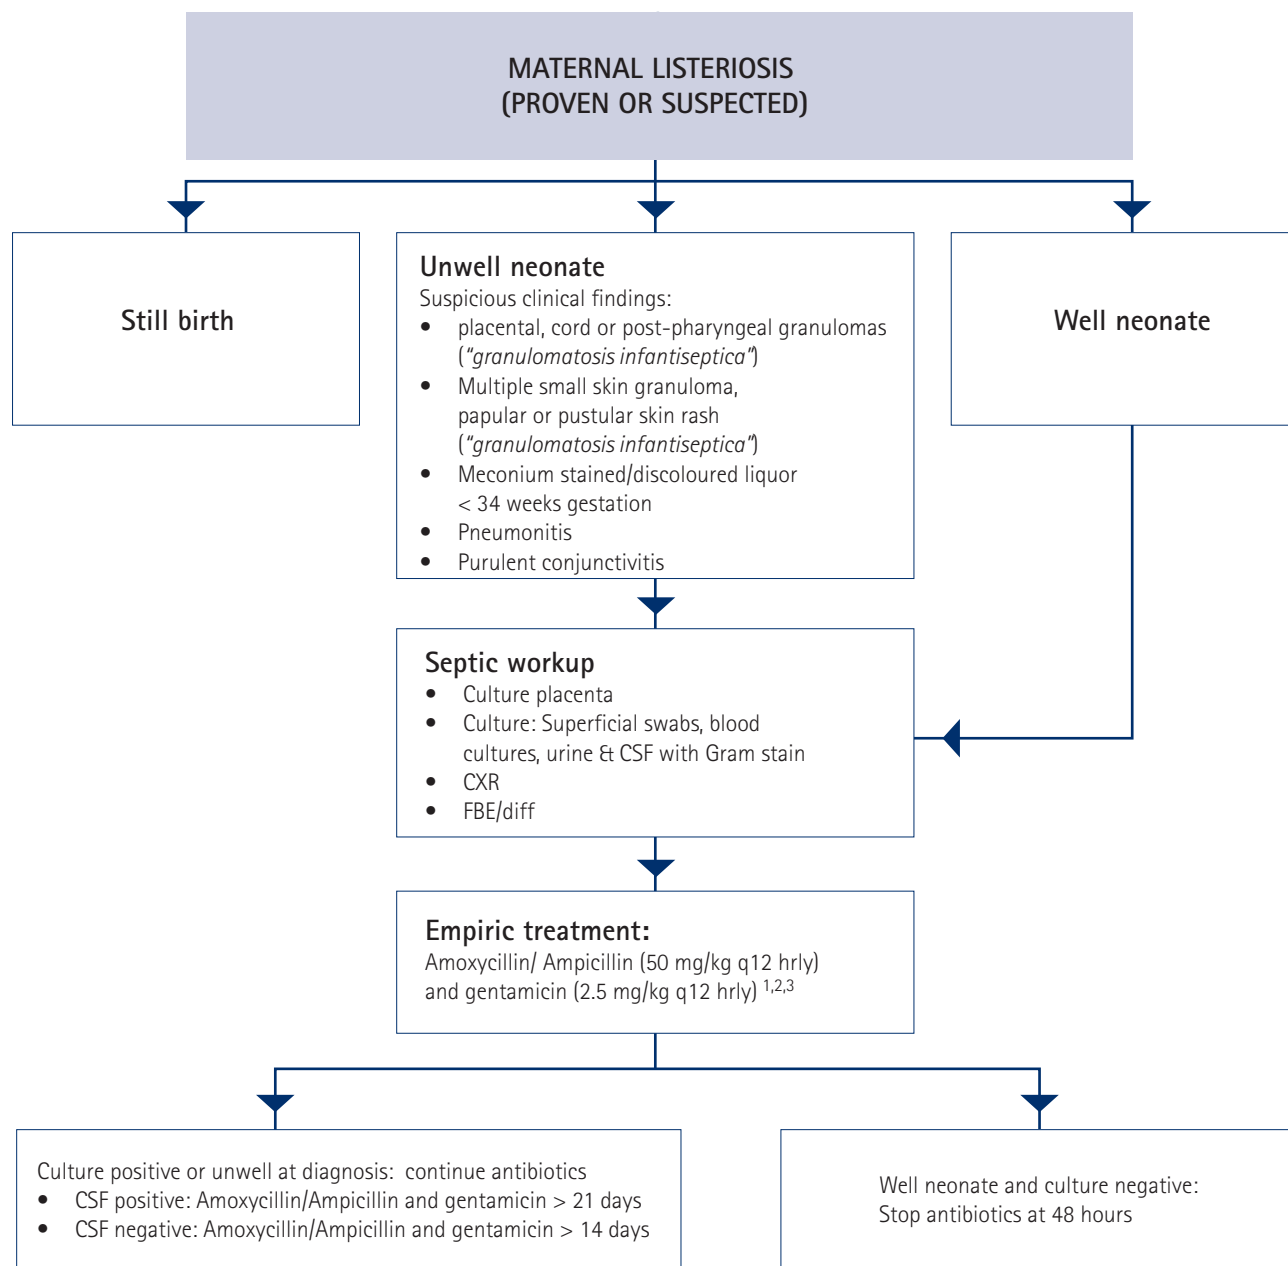 MATERNAL LISTERIOSIS
(PROVEN OR SUSPECTED)
Still birth
Unwell neonate
Suspicious clinical findings:
• placental, cord or post-pharyngeal granulomas
("granulomatosis infantiseptica")
• Multiple small skin granuloma,
papular or pustular skin rash
("granulomatosis infantiseptica")
• Meconium stained/discoloured liquor
< 34 weeks gestation
• Pneumonitis
• Purulent conjunctivitis
Well neonate
Septic workup
• Culture placenta
• Culture: Superficial swabs, blood
cultures, urine & CSF with Gram stain
• CXR
• FBE/diff
Empiric treatment:
Amoxycillin/ Ampicillin (50 mg/kg q12 hrly)
and gentamicin (2.5 mg/kg q12 hrly) 1,2,3
Culture positive or unwell at diagnosis: continue antibiotics
• CSF positive: Amoxycillin/Ampicillin and gentamicin > 21 days
• CSF negative: Amoxycillin/Ampicillin and gentamicin > 14 days
Well neonate and culture negative:
Stop antibiotics at 48 hours